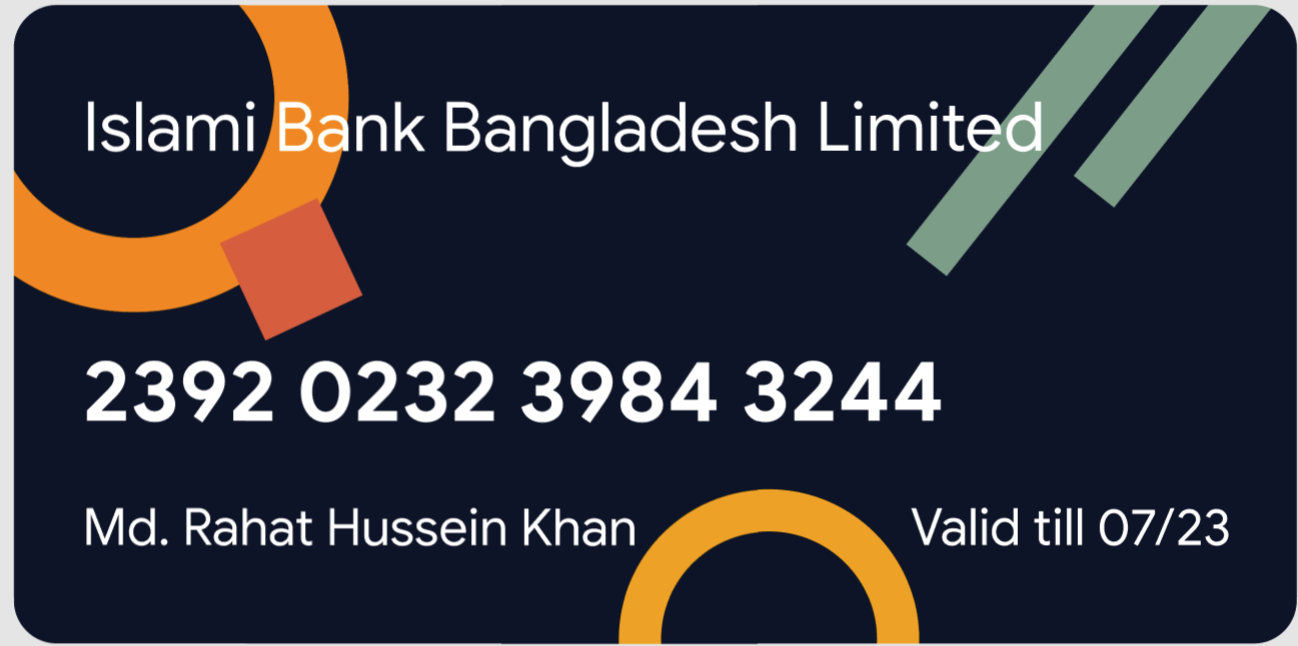 Islami Bank Bangladesh Limited
2392 0232 3984 3244
Md. Rahat Hussein Khan
Valid till 07/23